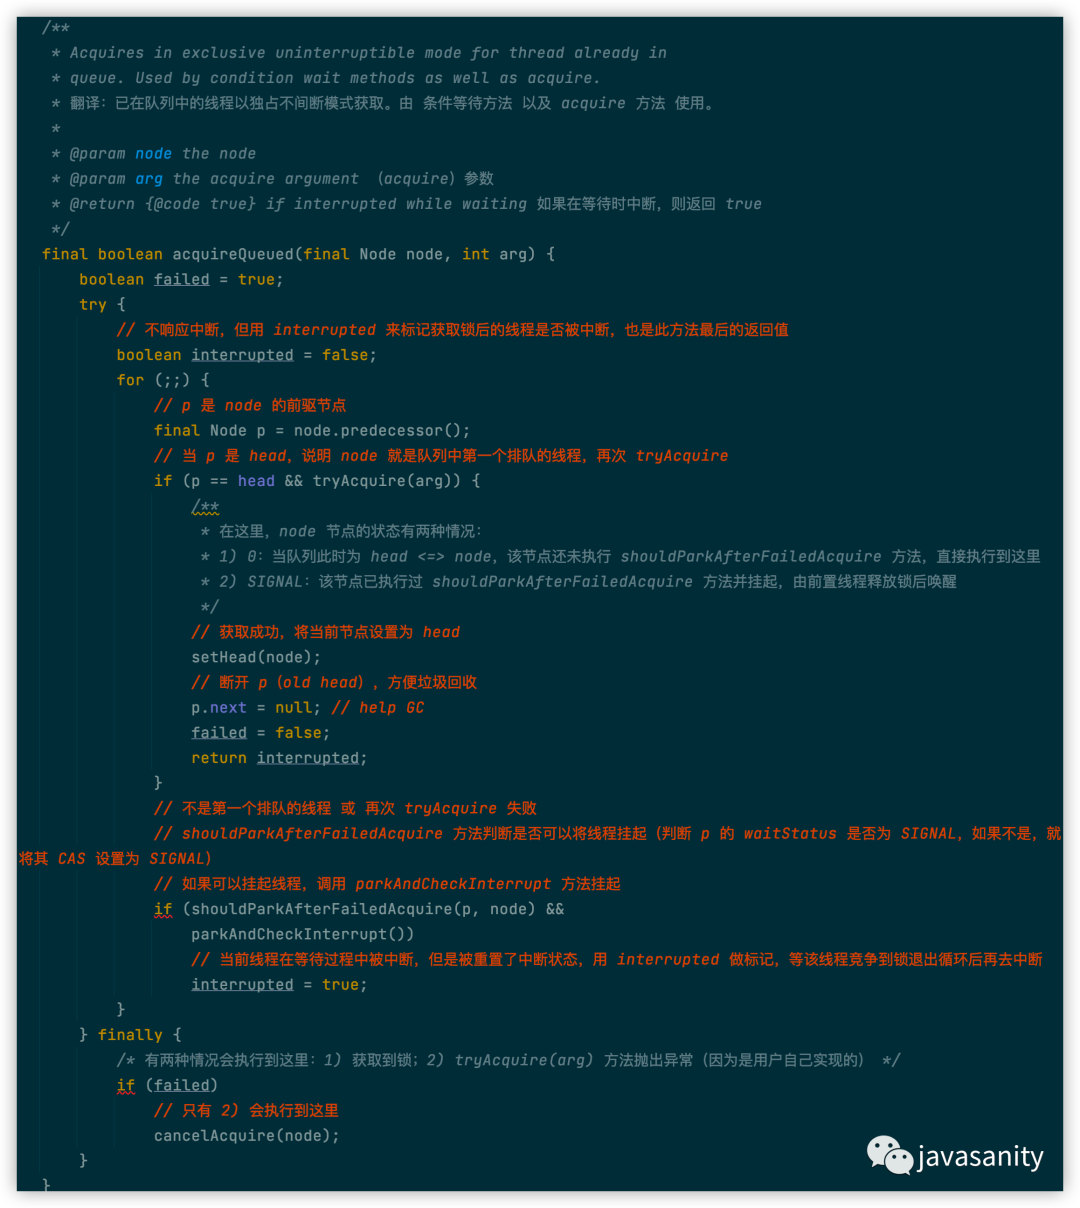 /**
 * Acquires in exclusive uninterruptible mode for thread already in
 * queue. Used by condition wait methods as well as acquire.
 * 翻译：已在队列中的线程以独占不间断模式获取。由 条件等待方法 以及 acquire 方法 使用。
 *
 * @param node the node
 * @param arg the acquire argument （acquire）参数
 * @return {@code true} if interrupted while waiting 如果在等待时中断，则返回 true
 */
final boolean acquireQueued(final Node node, int arg) {
    boolean failed = true;
    try {
        // 不响应中断，但用 interrupted 来标记获取锁后的线程是否被中断，也是此方法最后的返回值
        boolean interrupted = false;
        for (;;) {
            // p 是 node 的前驱节点
            final Node p = node.predecessor();
            // 当 p 是 head，说明 node 就是队列中第一个排队的线程，再次 tryAcquire
            if (p == head && tryAcquire(arg)) {
                /**
                 * 在这里，node 节点的状态有两种情况：
                 * 1）0：当队列此时为 head <=> node，该节点还未执行 shouldParkAfterFailedAcquire 方法，直接执行到这里
                 * 2）SIGNAL：该节点已执行过 shouldParkAfterFailedAcquire 方法并挂起，由前置线程释放锁后唤醒
                 */
                // 获取成功，将当前节点设置为 head
                setHead(node);
                // 断开 p（old head），方便垃圾回收
                p.next = null; // help GC
                failed = false;
                return interrupted;
            }
            // 不是第一个排队的线程 或 再次 tryAcquire 失败
            // shouldParkAfterFailedAcquire 方法判断是否可以将线程挂起（判断 p 的 waitStatus 是否为 SIGNAL，如果不是，就
将其 CAS 设置为 SIGNAL）
            // 如果可以挂起线程，调用 parkAndCheckInterrupt 方法挂起
            if (shouldParkAfterFailedAcquire(p, node) &&
                parkAndCheckInterrupt())
                // 当前线程在等待过程中被中断，但是被重置了中断状态，用 interrupted 做标记，等该线程竞争到锁退出循环后再去中断
                interrupted = true;
        }
    } finally {
        /* 有两种情况会执行到这里：1）获取到锁；2）tryAcquire(arg) 方法抛出异常（因为是用户自己实现的） */
        if (failed)
            // 只有 2）会执行到这里
            cancelAcquire(node);
    }
}
javasanity